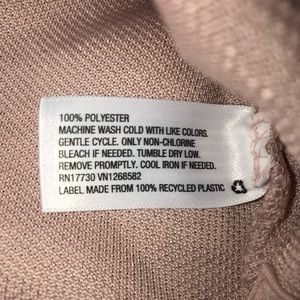 100% POLYESTER
MACHINE WASH COLD WITH LIKE COLORS.
GENTLE CYCLE. ONLY NON-CHLORINE
BLEACH IF NEEDED. TUMBLE DRY LOW.
REMOVE PROMPTLY. COOL IRON IF NEEDED.
RN17730 VN1268582
LABEL MADE FROM 100% RECYCLED PLASTIC